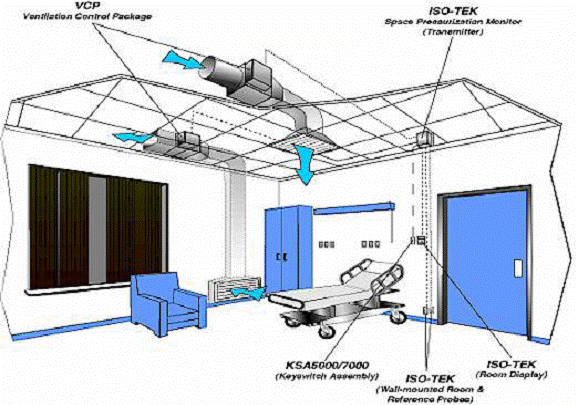 VCP
Ventilation Control Package
ISO-TEK
Space Pressurization Monitor
(Transmitter)
KSA5000/7000
(Keyswitch Assembly)
ISO-TEK
(Wall-mounted Room &
Reference Probes)
ISO-TEK
(Room Display)